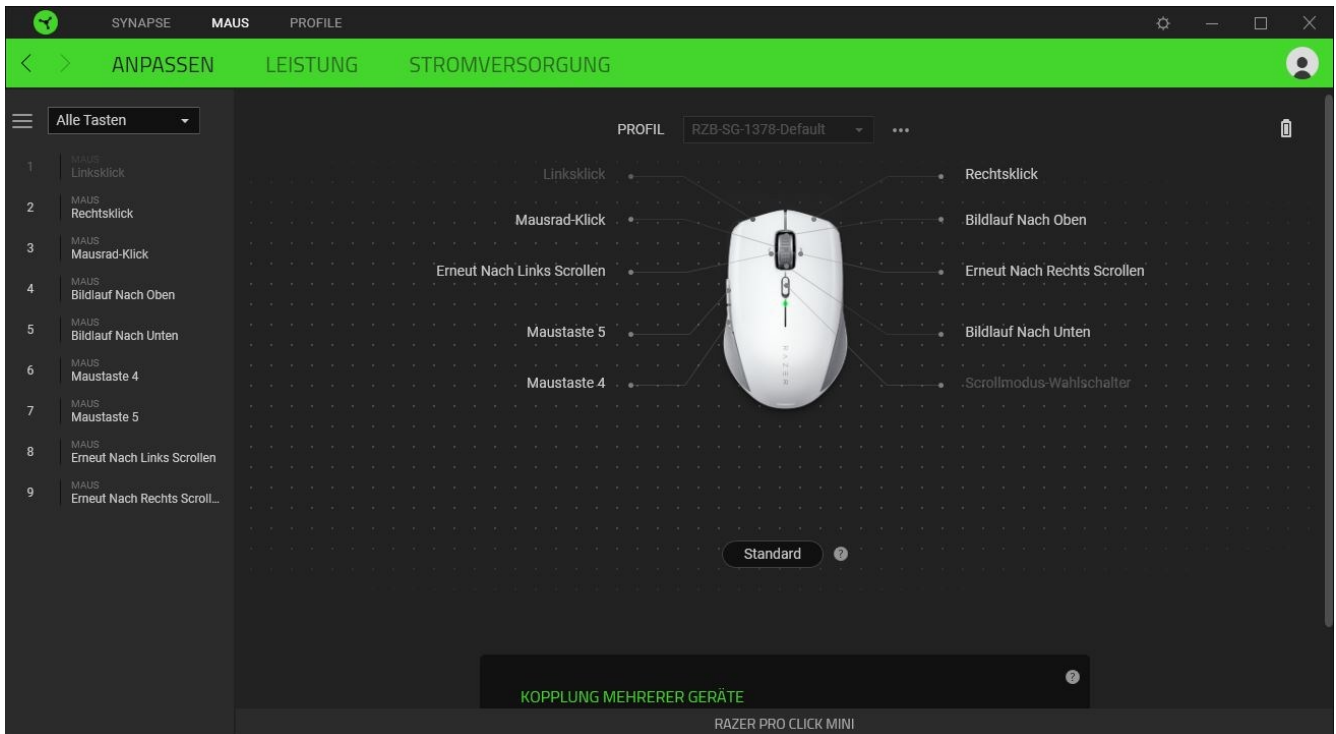 SYNAPSE MAUS PROFILE
ANPASSEN LEISTUNG STROMVERSORGUNG
Alle Tasten
PROFIL RZB-SG-1378-Default
1 MAUS
Linksklick
2 MAUS
Rechtsklick
3 MAUS
Mausrad-Klick
4 MAUS
Bildlauf Nach Oben
5 MAUS
Bildlauf Nach Unten
6 MAUS
Maustaste 4
7 MAUS
Maustaste 5
8 MAUS
Erneut Nach Links Scrollen
9 MAUS
Erneut Nach Rechts Scroll...
Linksklick Rechtsklick
Mausrad-Klick Bildlauf Nach Oben
Erneut Nach Links Scrollen Erneut Nach Rechts Scrollen
Maustaste 5 Bildlauf Nach Unten
Maustaste 4 Scrollmodus-Wahlschalter
RAZER
Standard ?
?
KOPPLUNG MEHRERER GERÄTE
RAZER PRO CLICK MINI